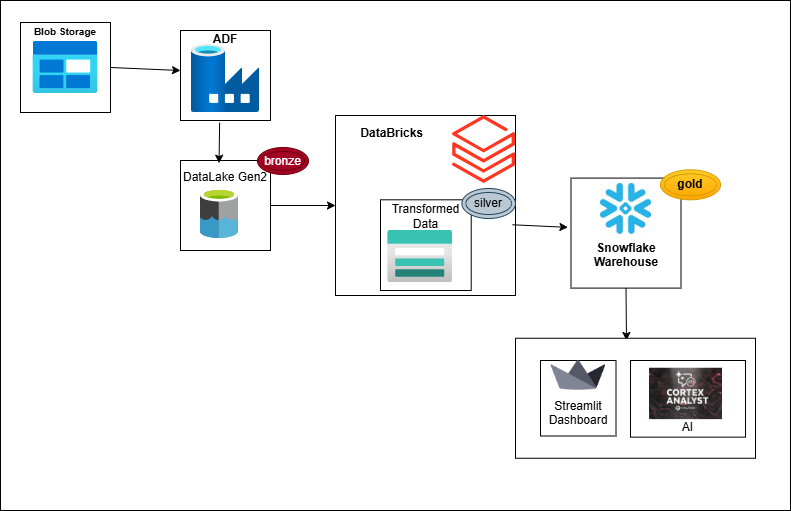 Blob Storage
ADF
bronze
DataLake Gen2
DataBricks
silver
Transformed
Data
gold
Snowflake
Warehouse
Streamlit
Dashboard
CORTEX
ANALYST
AI